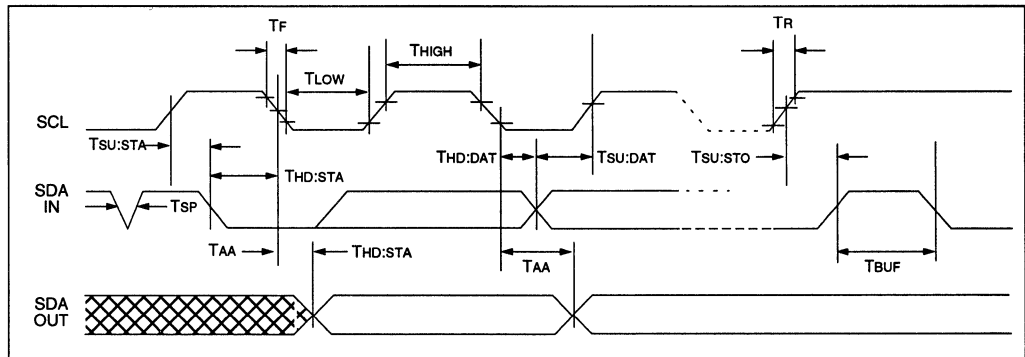 TF
TR
THIGH
TLOW
SCL
TSU:STA
THD:DAT
TSU:DAT
TSU:STO
THD:STA
SDA
IN
TSP
TAA
THD:STA
TAA
TBUF
SDA
OUT